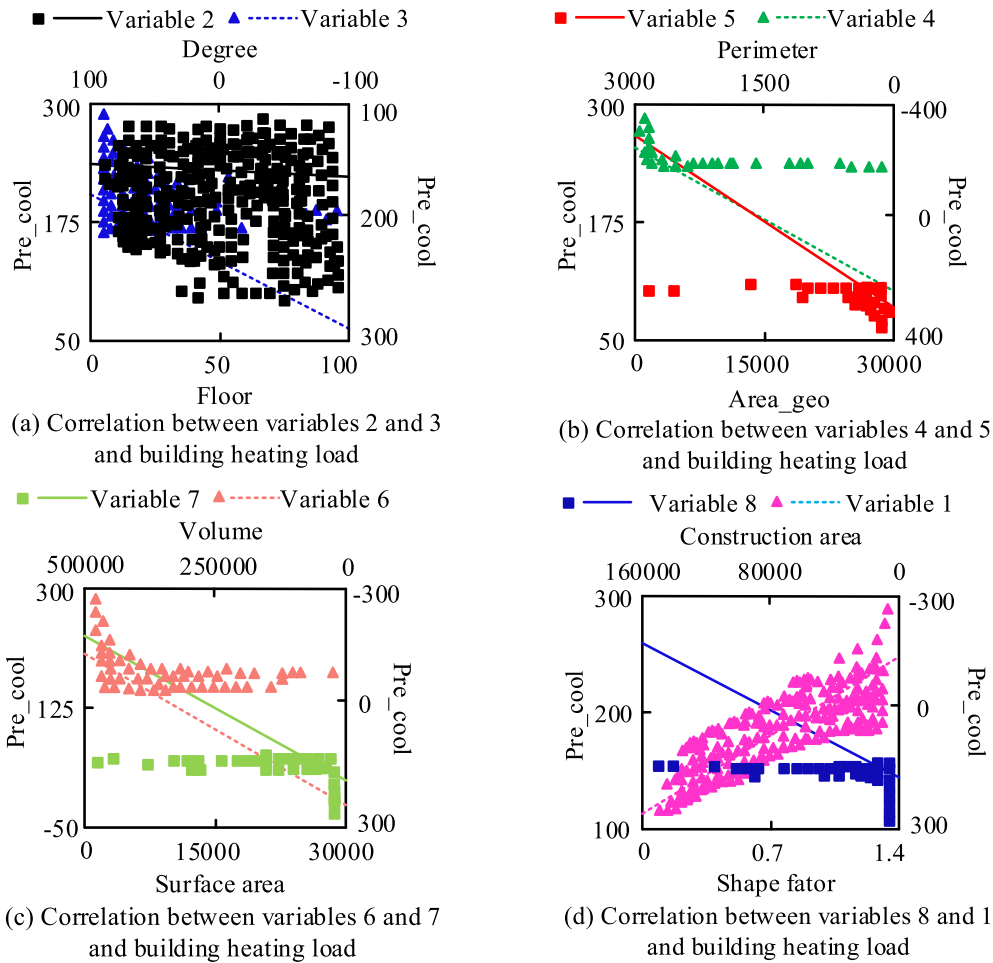 Variable 2 Variable 3
Degree
100 0 -100
300 100
Pre_cool
175 200
Pre_cool
50 300
0 50 100
Floor
(a) Correlation between variables 2 and 3
and building heating load
Variable 5 Variable 4
Perimeter
3000 1500 0
300 -400
Pre_cool
175 0
Pre_cool
50 400
0 15000 30000
Area_geo
(b) Correlation between variables 4 and 5
and building heating load
Variable 7 Variable 6
Volume
500000 250000 0
300 -300
Pre_cool
125 0
Pre_cool
-50 300
0 15000 30000
Surface area
(c) Correlation between variables 6 and 7
and building heating load
Variable 8 Variable 1
Construction area
160000 80000 0
300 -300
Pre_cool
200 0
Pre_cool
100 300
0 0.7 1.4
Shape fator
(d) Correlation between variables 8 and 1
and building heating load